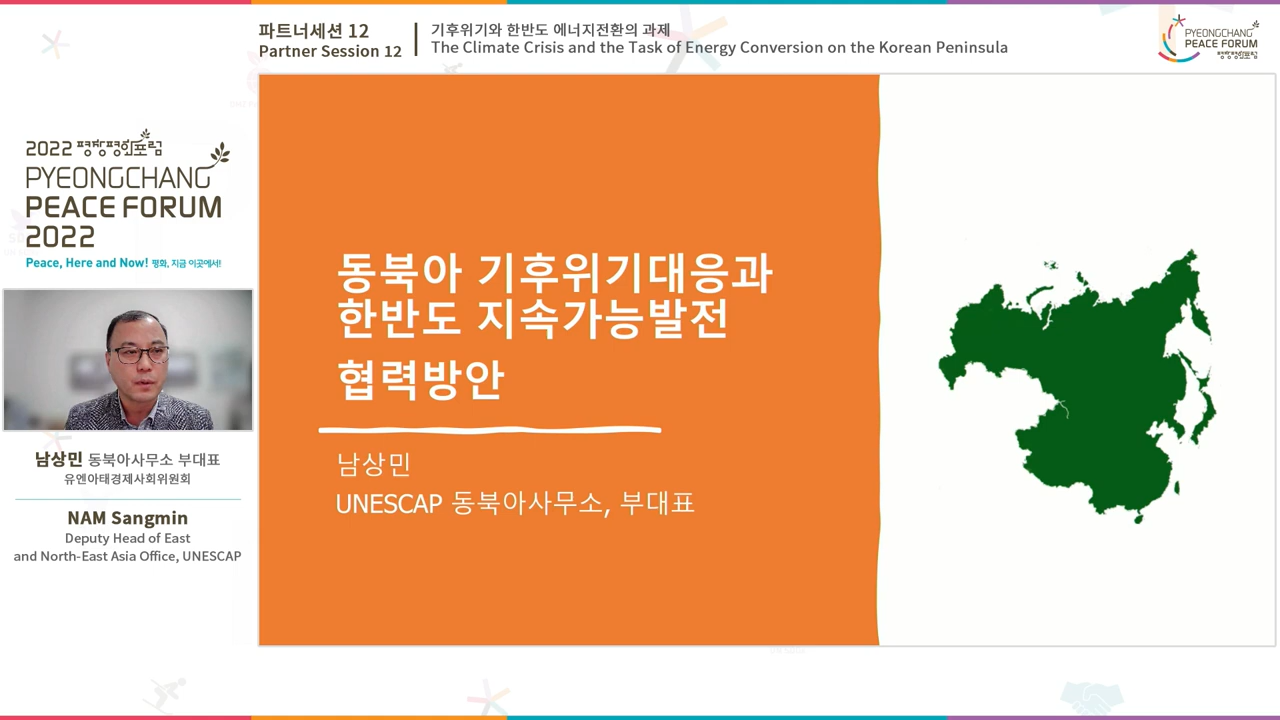 파트너세션 12
Partner Session 12
기후위기와 한반도 에너지전환의 과제
The Climate Crisis and the Task of Energy Conversion on the Korean Peninsula
PYEONGCHANG
PEACE FORUM
평창평화포럼
2022 평창평화포럼
PYEONGCHANG
PEACE FORUM
2022
Peace, Here and Now! 평화, 지금 이곳에서!
남상민 동북아사무소 부대표
유엔아태경제사회위원회
NAM Sangmin
Deputy Head of East
and North-East Asia Office, UNESCAP
동북아 기후위기대응과
한반도 지속가능발전
협력방안
남상민
UNESCAP 동북아사무소, 부대표